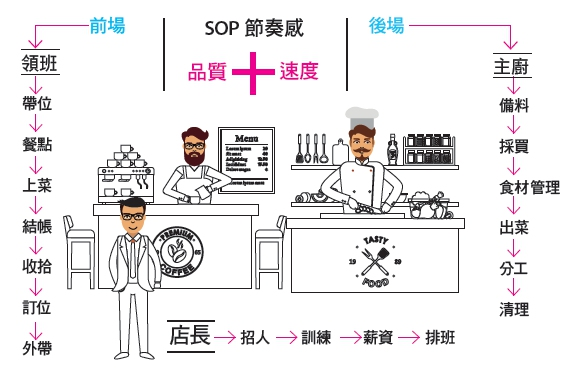 前場
SOP 節奏感
後場
品質 + 速度
領班
主廚
帶位
備料
餐點
採買
上菜
食材管理
結帳
出菜
收拾
分工
訂位
清理
外帶
Menu
Lorem ipsum
PREMIUM
COFFEE
65
TASTY
19 89
FOOD
店長
招人
訓練
薪資
排班